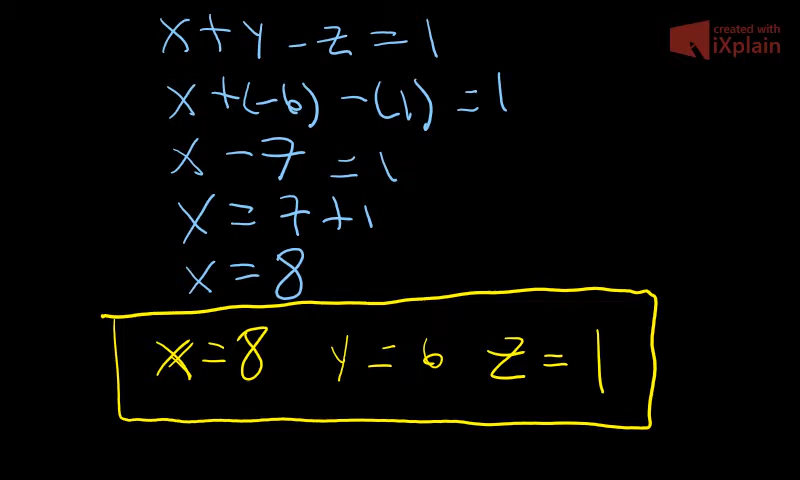 x + y - z = 1
created with
iXplain
x + (-6) - (1) = 1
x - 7 = 1
x = 7 + 1
x = 8
x = 8 y = 6 z = 1